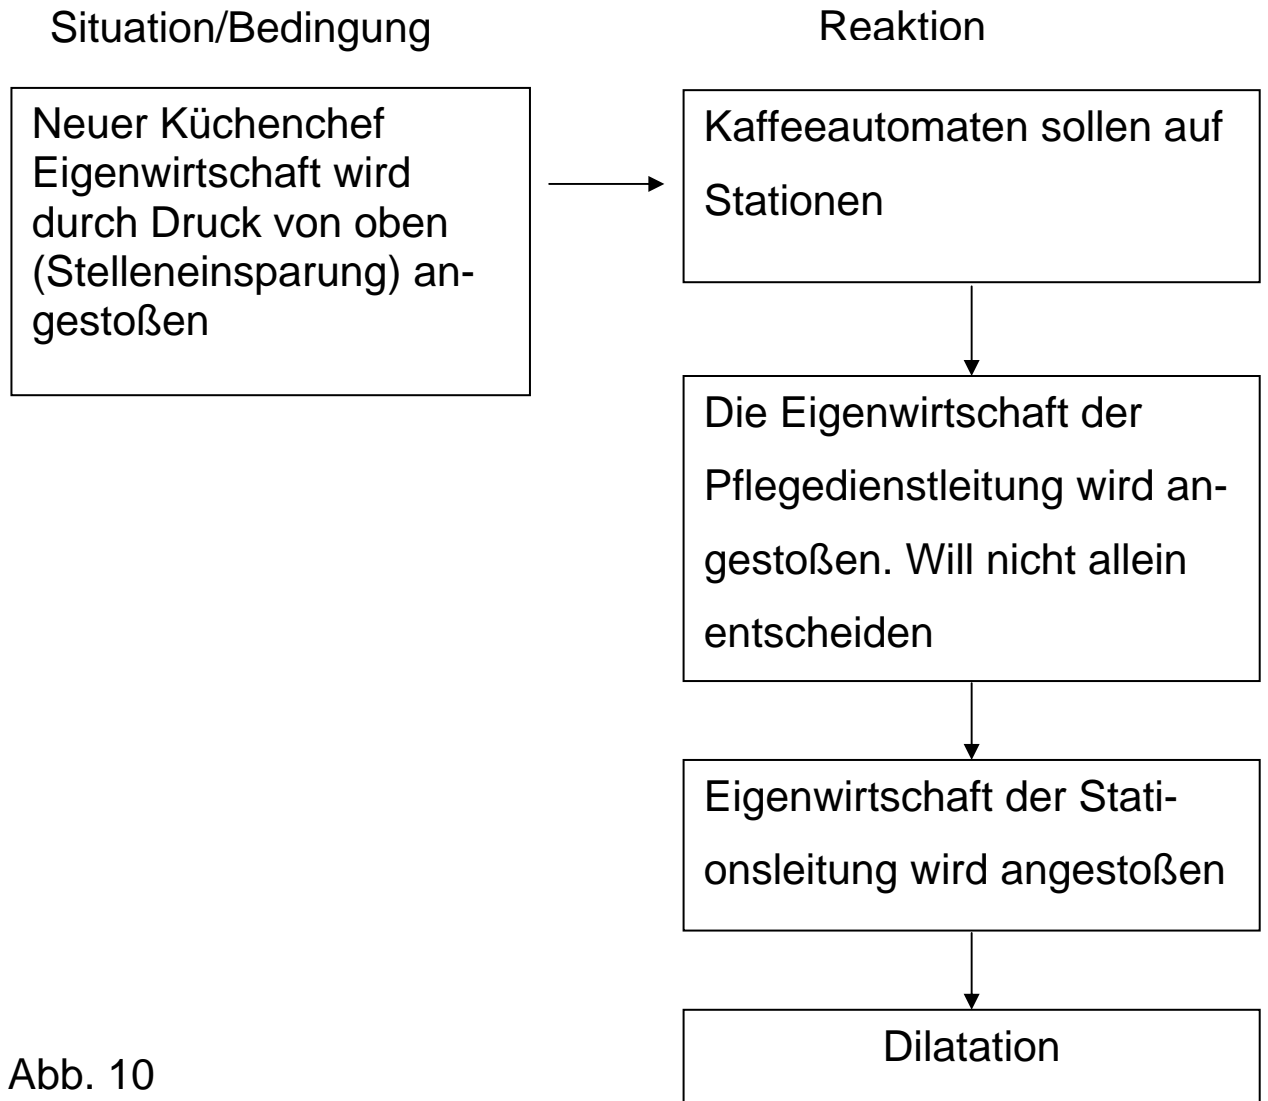 Situation/Bedingung
Reaktion
Neuer Küchenchef
Eigenwirtschaft wird
durch Druck von oben
(Stelleneinsparung) an-
gestoßen
Kaffeeautomaten sollen auf
Stationen
Die Eigenwirtschaft der
Pflegedienstleitung wird an-
gestoßen. Will nicht allein
entscheiden
Eigenwirtschaft der Stati-
onsleitung wird angestoßen
Dilatation
Abb. 10